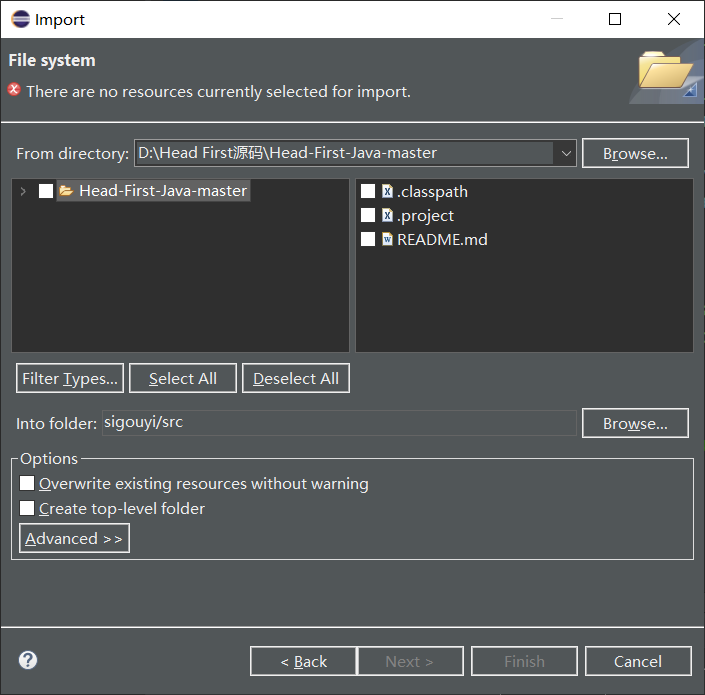 Import
File system
There are no resources currently selected for import.
From directory: D:\Head First源码\Head-First-Java-master Browse...
Head-First-Java-master
.classpath
.project
README.md
Filter Types... Select All Deselect All
Into folder: sigouyi/src Browse...
Options
Overwrite existing resources without warning
Create top-level folder
Advanced >>
< Back Next > Finish Cancel